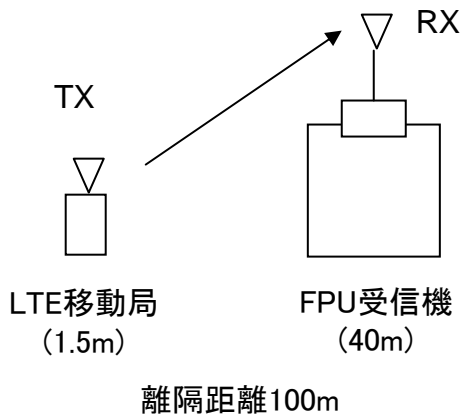 RX
TX
LTE移動局
（1.5m）
FPU受信機
（40m）
離隔距離100m